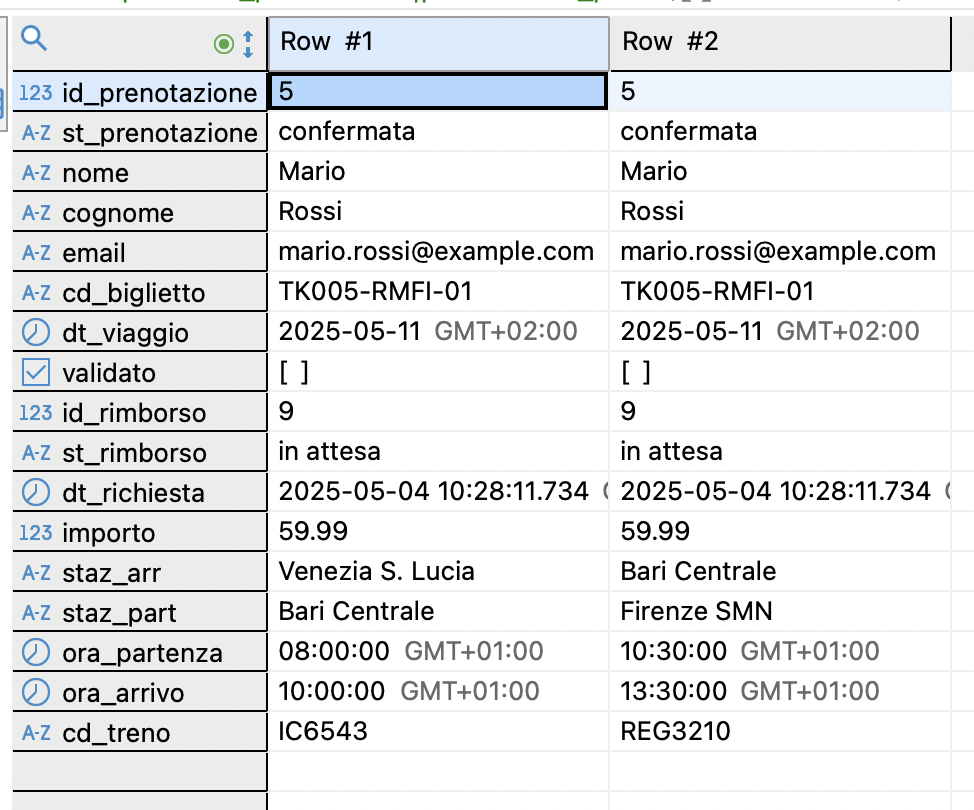 Row #1 Row #2
123 id_prenotazione 5 5
A-Z st_prenotazione confermata confermata
A-Z nome Mario Mario
A-Z cognome Rossi Rossi
A-Z email mario.rossi@example.com mario.rossi@example.com
A-Z cd_biglietto TK005-RMFI-01 TK005-RMFI-01
dt_viaggio 2025-05-11 GMT+02:00 2025-05-11 GMT+02:00
validato [ ] [ ]
123 id_rimborso 9 9
A-Z st_rimborso in attesa in attesa
dt_richiesta 2025-05-04 10:28:11.734 2025-05-04 10:28:11.734
123 importo 59.99 59.99
A-Z staz_arr Venezia S. Lucia Bari Centrale
A-Z staz_part Bari Centrale Firenze SMN
ora_partenza 08:00:00 GMT+01:00 10:30:00 GMT+01:00
ora_arrivo 10:00:00 GMT+01:00 13:30:00 GMT+01:00
A-Z cd_treno IC6543 REG3210